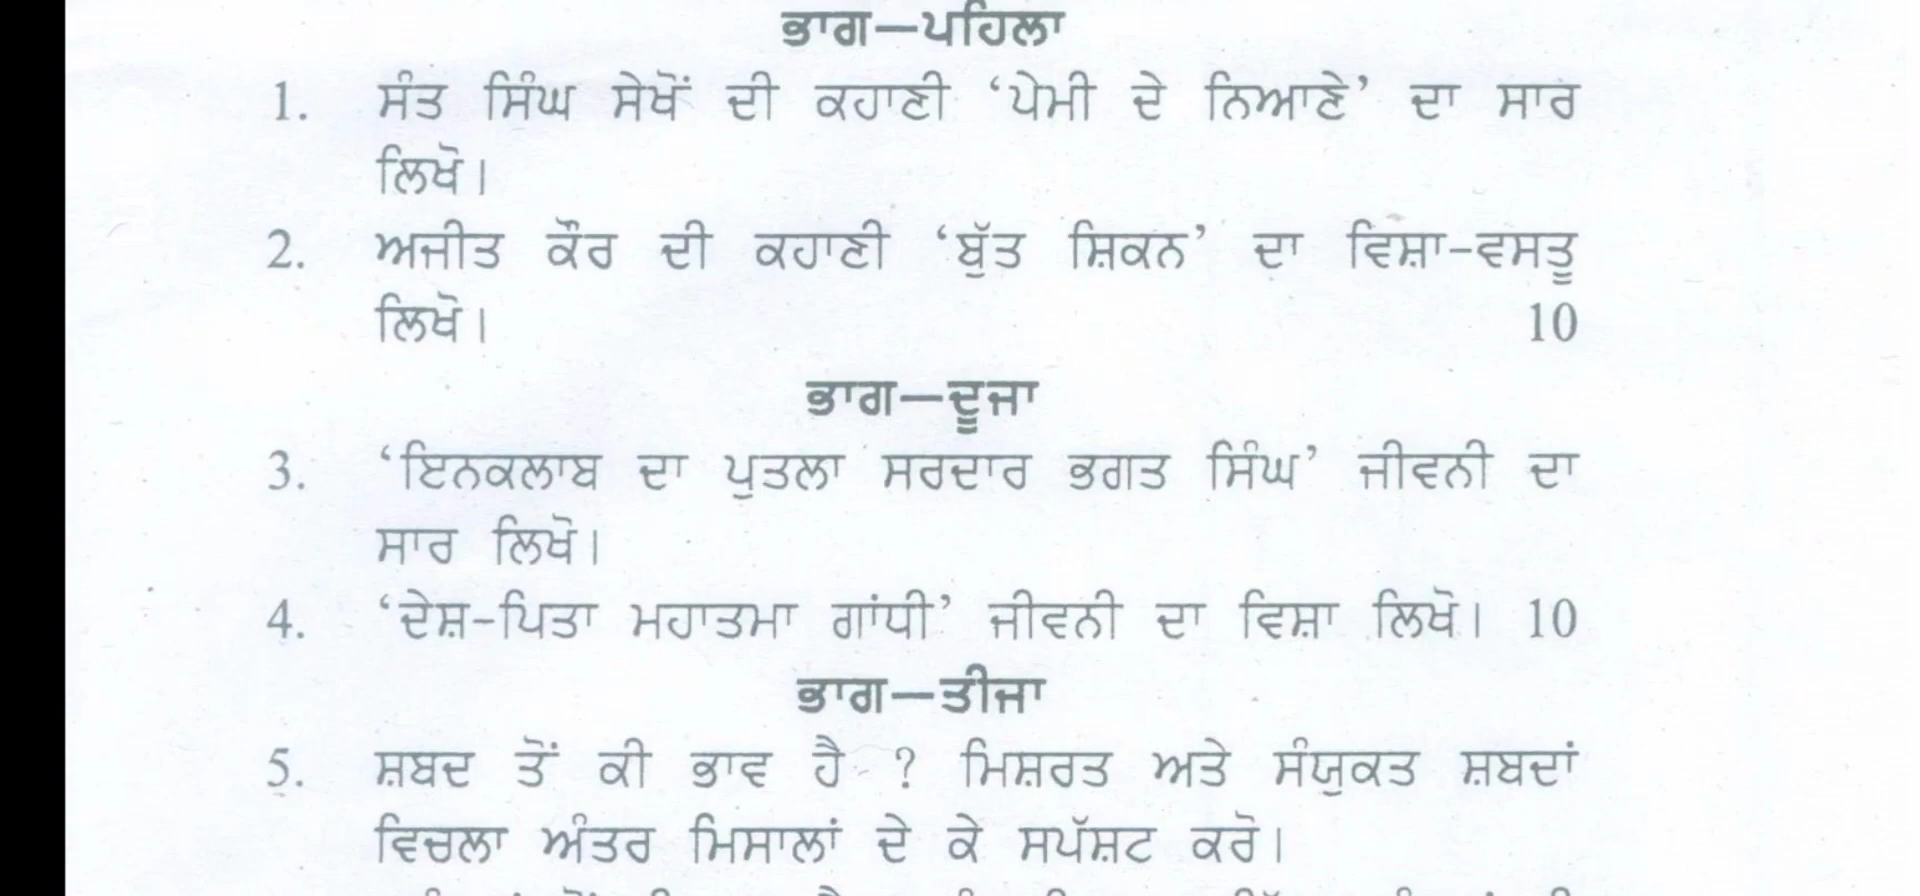 ਭਾਗ—ਪਹਿਲਾ
1. ਸੰਤ ਸਿੰਘ ਸੇਖੋਂ ਦੀ ਕਹਾਣੀ ‘ਪੇਮੀ ਦੇ ਨਿਆਣੇ’ ਦਾ ਸਾਰ
ਲਿਖੋ।
2. ਅਜੀਤ ਕੌਰ ਦੀ ਕਹਾਣੀ ‘ਬੁੱਤ ਸ਼ਿਕਨ’ ਦਾ ਵਿਸ਼ਾ-ਵਸਤੂ
ਲਿਖੋ। 10
ਭਾਗ—ਦੂਜਾ
3. ‘ਇਨਕਲਾਬ ਦਾ ਪੁਤਲਾ ਸਰਦਾਰ ਭਗਤ ਸਿੰਘ’ ਜੀਵਨੀ ਦਾ
ਸਾਰ ਲਿਖੋ।
4. ‘ਦੇਸ਼-ਪਿਤਾ ਮਹਾਤਮਾ ਗਾਂਧੀ’ ਜੀਵਨੀ ਦਾ ਵਿਸ਼ਾ ਲਿਖੋ। 10
ਭਾਗ—ਤੀਜਾ
5. ਸ਼ਬਦ ਤੋਂ ਕੀ ਭਾਵ ਹੈ ? ਮਿਸ਼ਰਤ ਅਤੇ ਸੰਯੁਕਤ ਸ਼ਬਦਾਂ
ਵਿਚਲਾ ਅੰਤਰ ਮਿਸਾਲਾਂ ਦੇ ਕੇ ਸਪੱਸ਼ਟ ਕਰੋ।